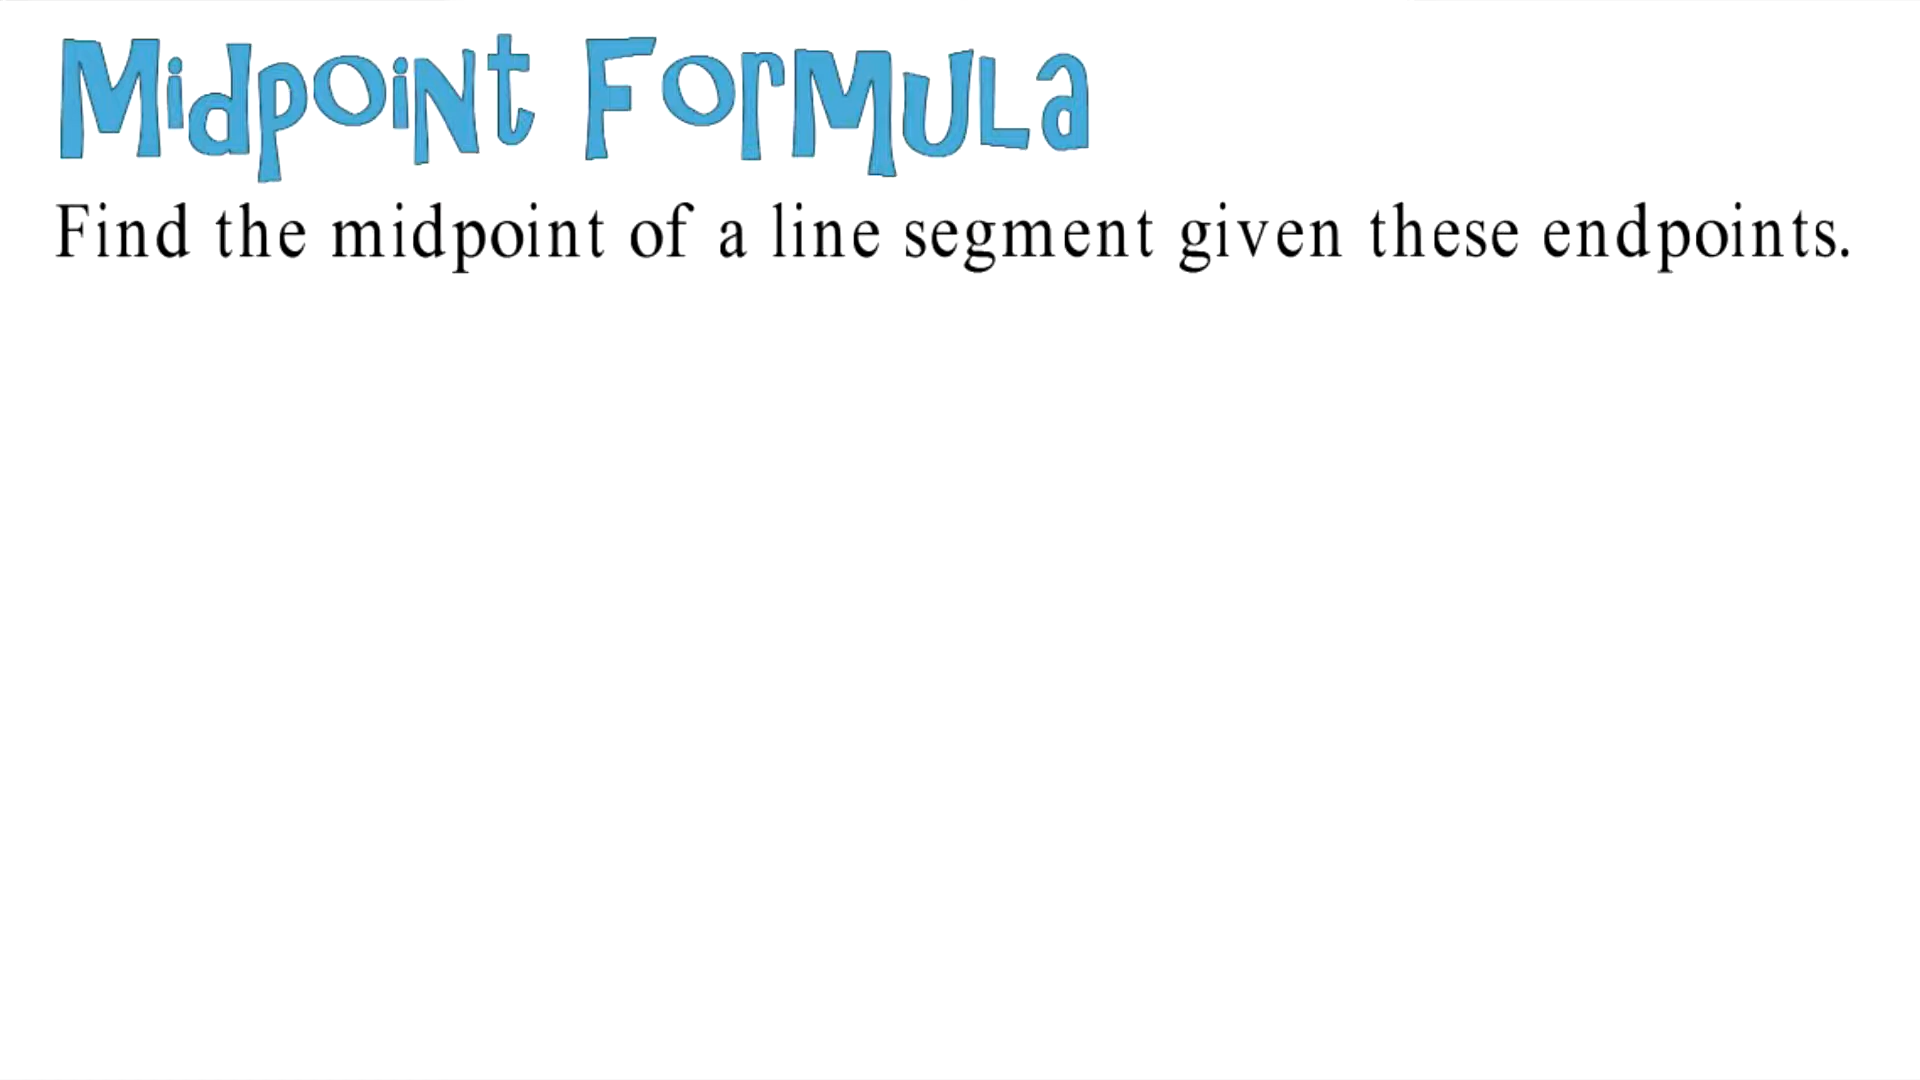 Midpoint Formula
Find the midpoint of a line segment given these endpoints.